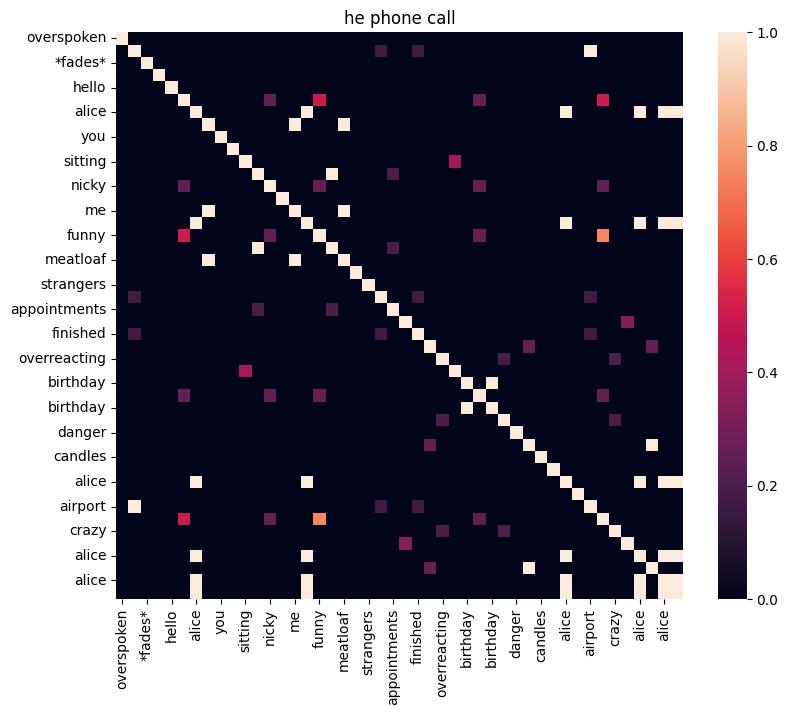 he phone call
overspoken
*fades*
hello
alice
you
sitting
nicky
me
funny
meatloaf
strangers
appointments
finished
overreacting
birthday
birthday
danger
candles
alice
airport
crazy
alice
alice
1.0
0.8
0.6
0.4
0.2
0.0
overspoken
*fades*
hello
alice
you
sitting
nicky
me
funny
meatloaf
strangers
appointments
finished
overreacting
birthday
birthday
danger
candles
alice
airport
crazy
alice
alice